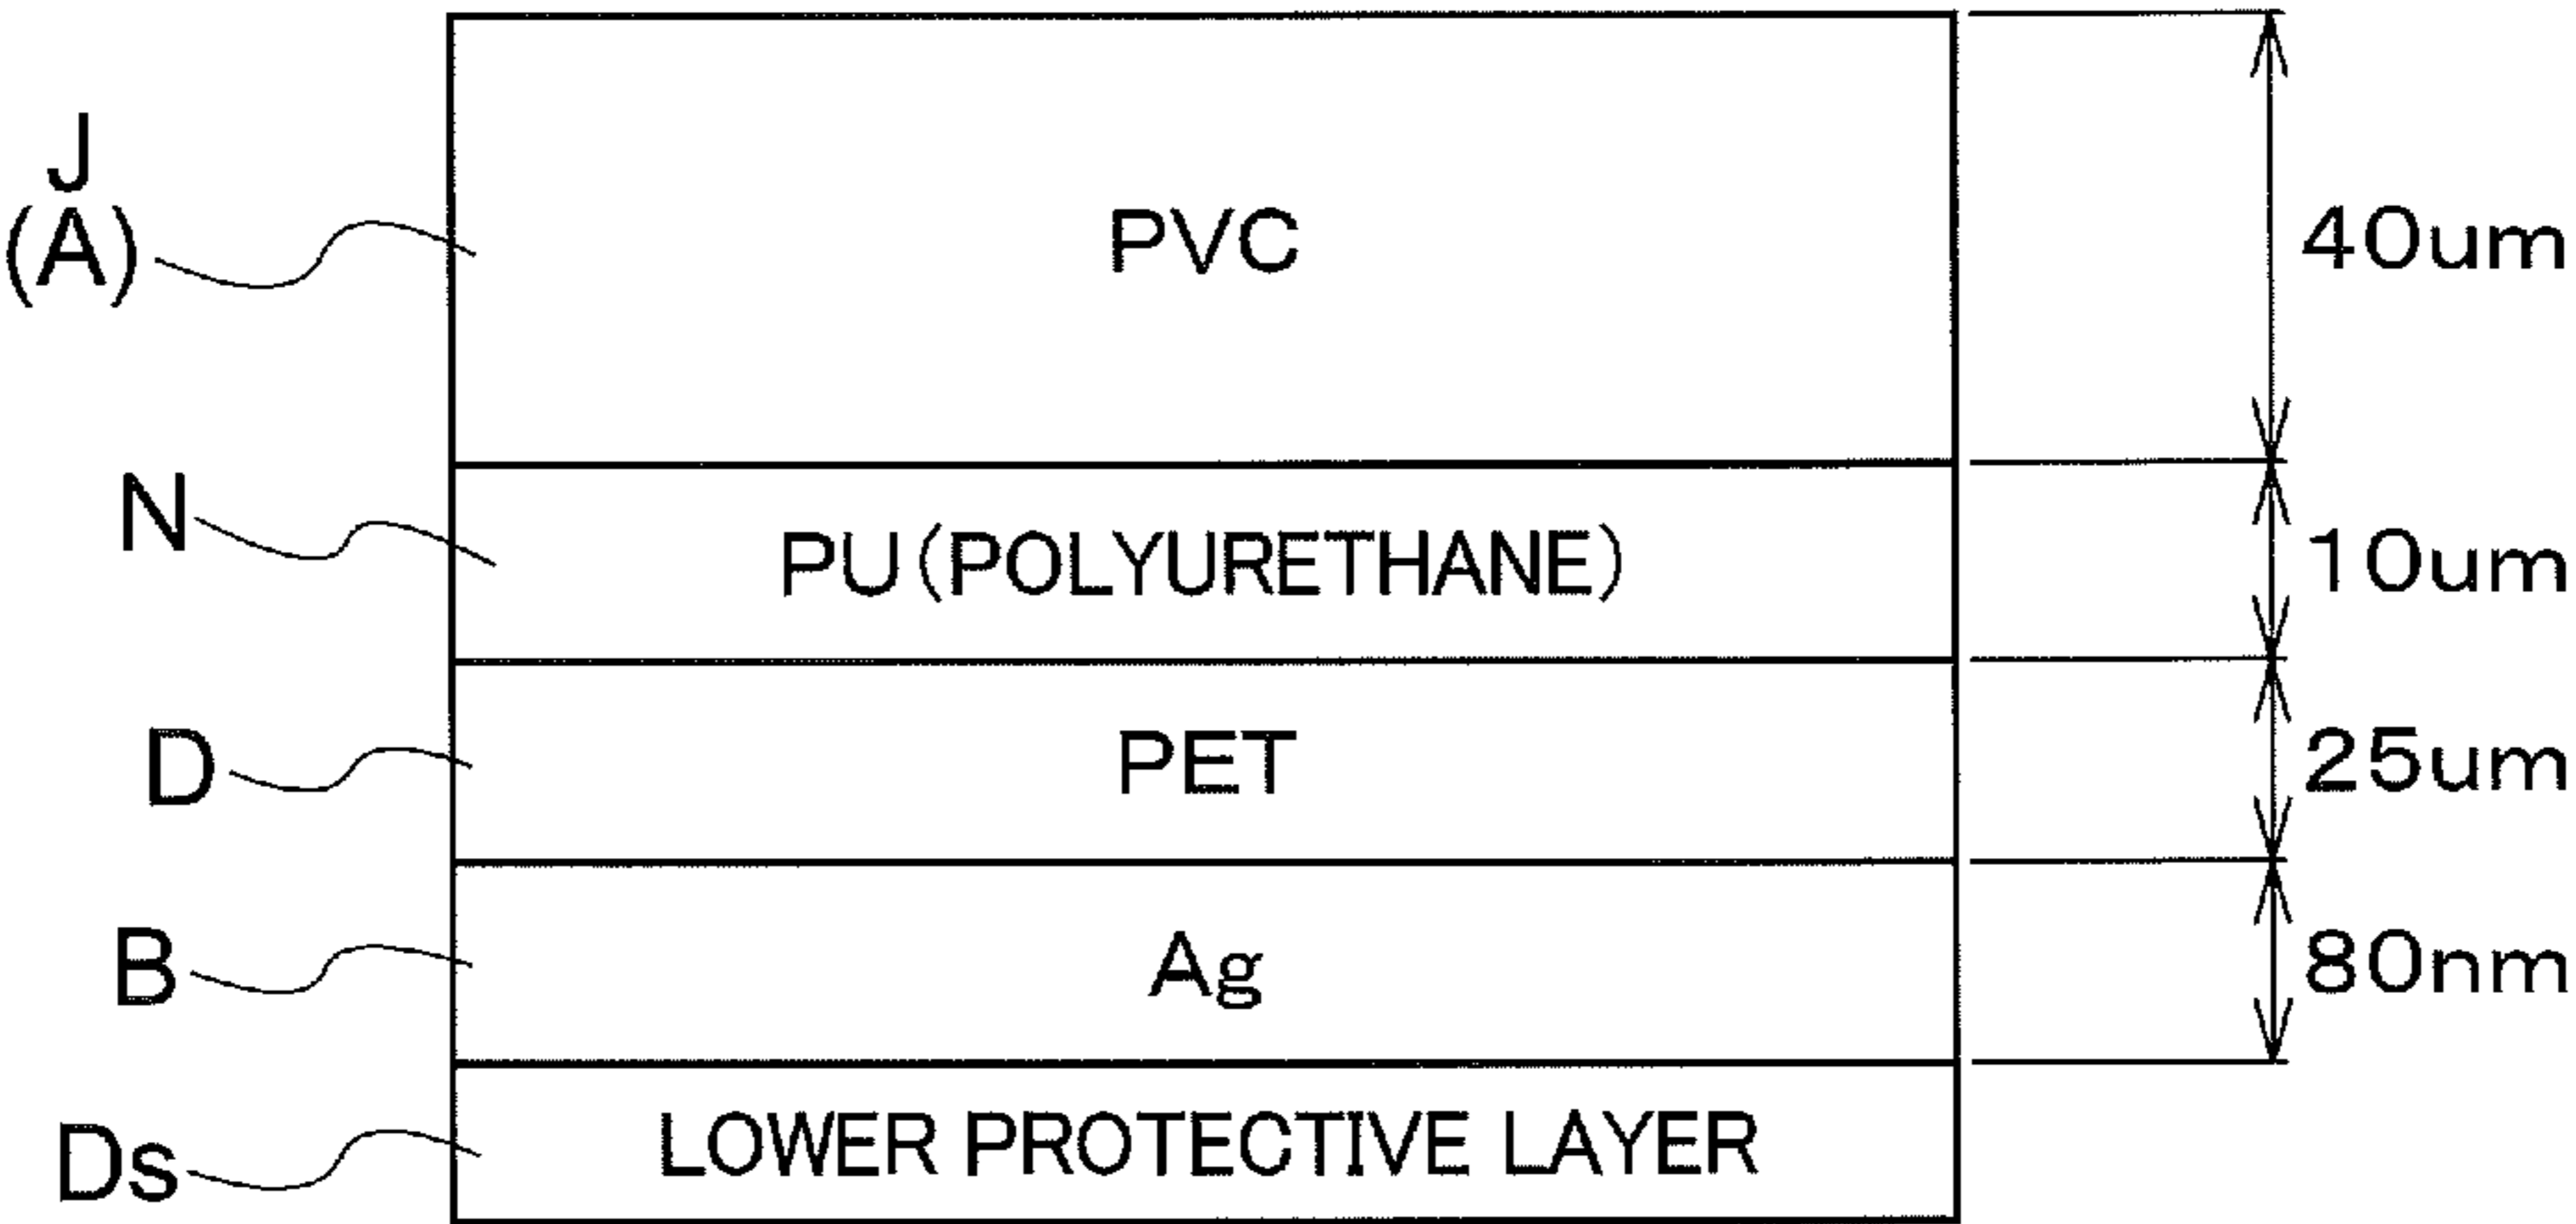 J
(A)
PVC
40um
N
PU(POLYURETHANE)
10um
D
PET
25um
B
Ag
80nm
Ds
LOWER PROTECTIVE LAYER